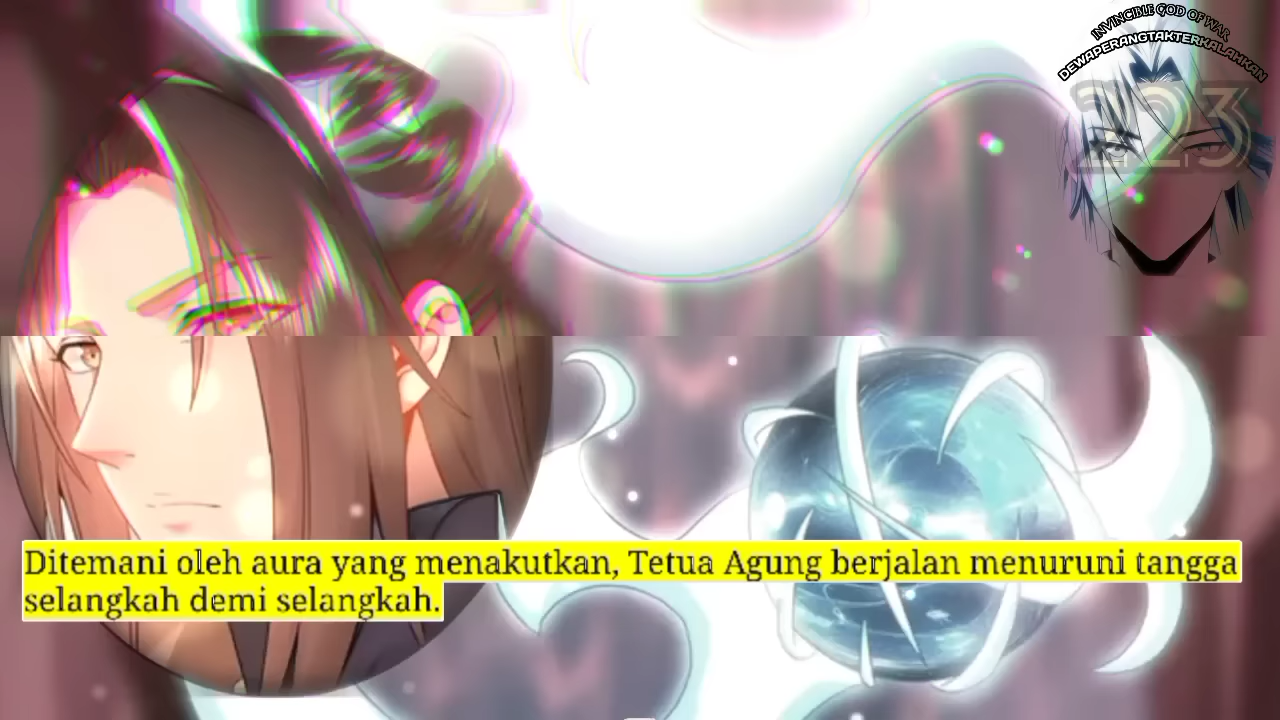 INVINCIBLE GOD OF WAR
DEWAPERANGTAKTERKALAHKAN
223
Ditemani oleh aura yang menakutkan, Tetua Agung berjalan menuruni tangga
selangkah demi selangkah.